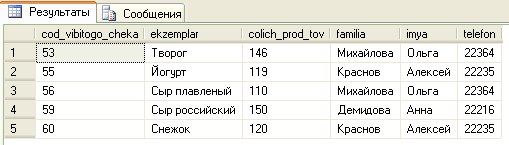 Результаты Сообщения
cod_vibitogo_cheka ekzemplar colich_prod_tov familia imya telefon
1 53 Творог 146 Михайлова Ольга 22364
2 55 Йогурт 119 Краснов Алексей 22235
3 56 Сыр плавленый 110 Михайлова Ольга 22364
4 59 Сыр российский 150 Демидова Анна 22216
5 60 Снежок 120 Краснов Алексей 22235